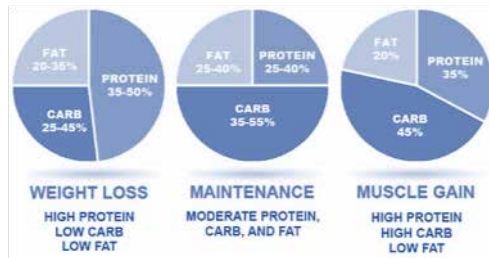 FAT
20-35%
PROTEIN
35-50%
CARB
25-45%
WEIGHT LOSS
HIGH PROTEIN
LOW CARB
LOW FAT
FAT
25-40%
PROTEIN
25-40%
CARB
35-55%
MAINTENANCE
MODERATE PROTEIN,
CARB, AND FAT
FAT
20%
PROTEIN
35%
CARB
45%
MUSCLE GAIN
HIGH PROTEIN
HIGH CARB
LOW FAT